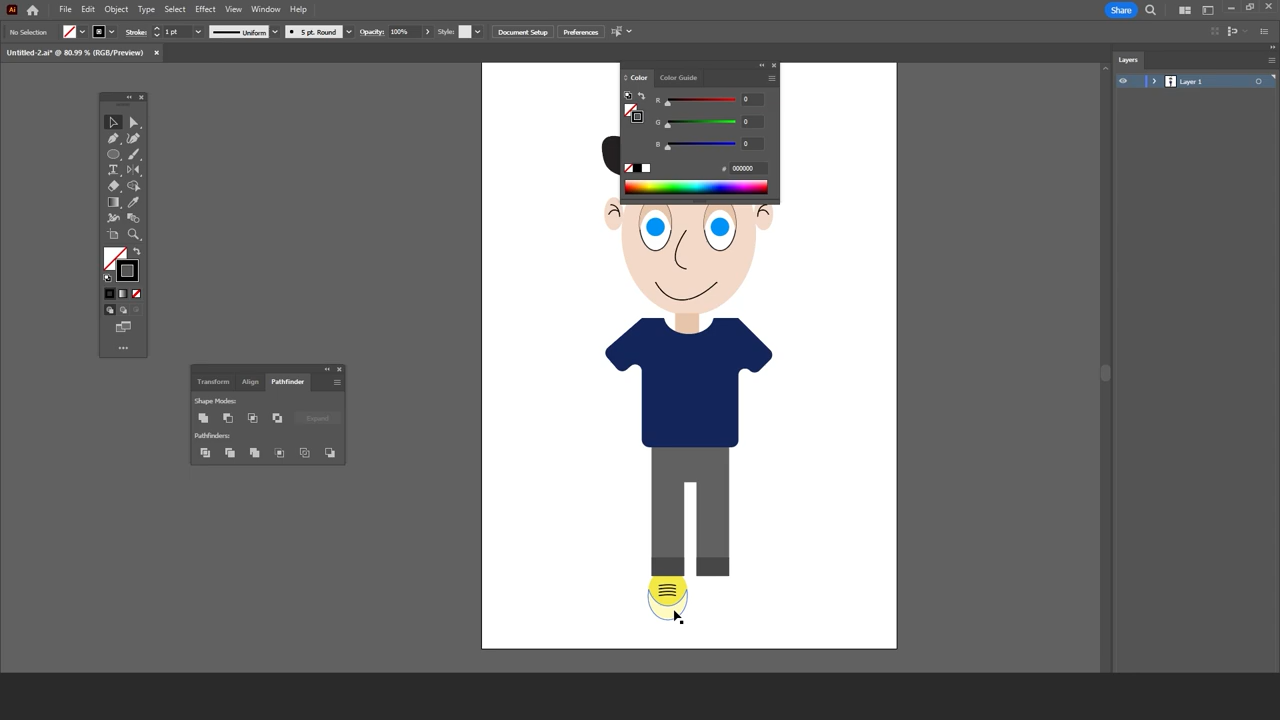 Ai File Edit Object Type Select Effect View Window Help Share
No Selection Stroke: 1 pt Uniform 5 pt. Round Opacity: 100% Style: Document Setup Preferences
Untitled-2.ai* @ 80.99 % (RGB/Preview)
Layers
Layer 1
Color Color Guide
R 0
G 0
B 0
# 000000
Transform Align Pathfinder
Shape Modes:
Expand
Pathfinders: